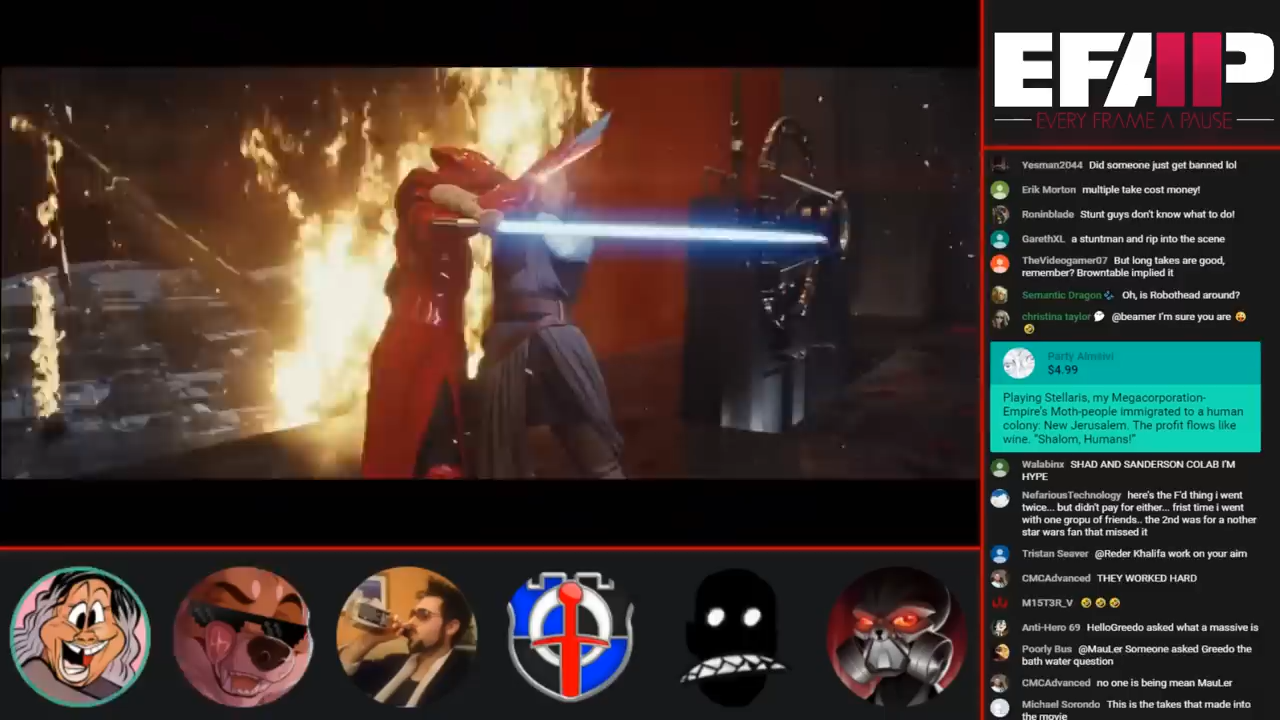 EFAP
EVERY FRAME A PAUSE
Yesman2044 Did someone just get banned lol
Erik Morton multiple take cost money!
Roninblade Stunt guys don't know what to do!
GarethXL a stuntman and rip into the scene
TheVideogamer07 But long takes are good,
remember? Browntable implied it
Semantic Dragon Oh, is Robothead around?
christina taylor @beamer I'm sure you are 😛
🤣
Party Almsivi
$4.99
Playing Stellaris, my Megacorporation-
Empire's Moth-people immigrated to a human
colony: New Jerusalem. The profit flows like
wine. "Shalom, Humans!"
Walabinx SHAD AND SANDERSON COLAB I'M
HYPE
NefariousTechnology here's the F'd thing i went
twice... but didn't pay for either... frist time i went
with one gropu of friends.. the 2nd was for a nother
star wars fan that missed it
Tristan Seaver @Reder Khalifa work on your aim
CMCAdvanced THEY WORKED HARD
M15T3R_V 🤣 🤣 🤣
Anti-Hero 69 HelloGreedo asked what a massive is
Poorly Bus @MauLer Someone asked Greedo the
bath water question
CMCAdvanced no one is being mean MauLer
Michael Sorondo This is the takes that made into
the movie